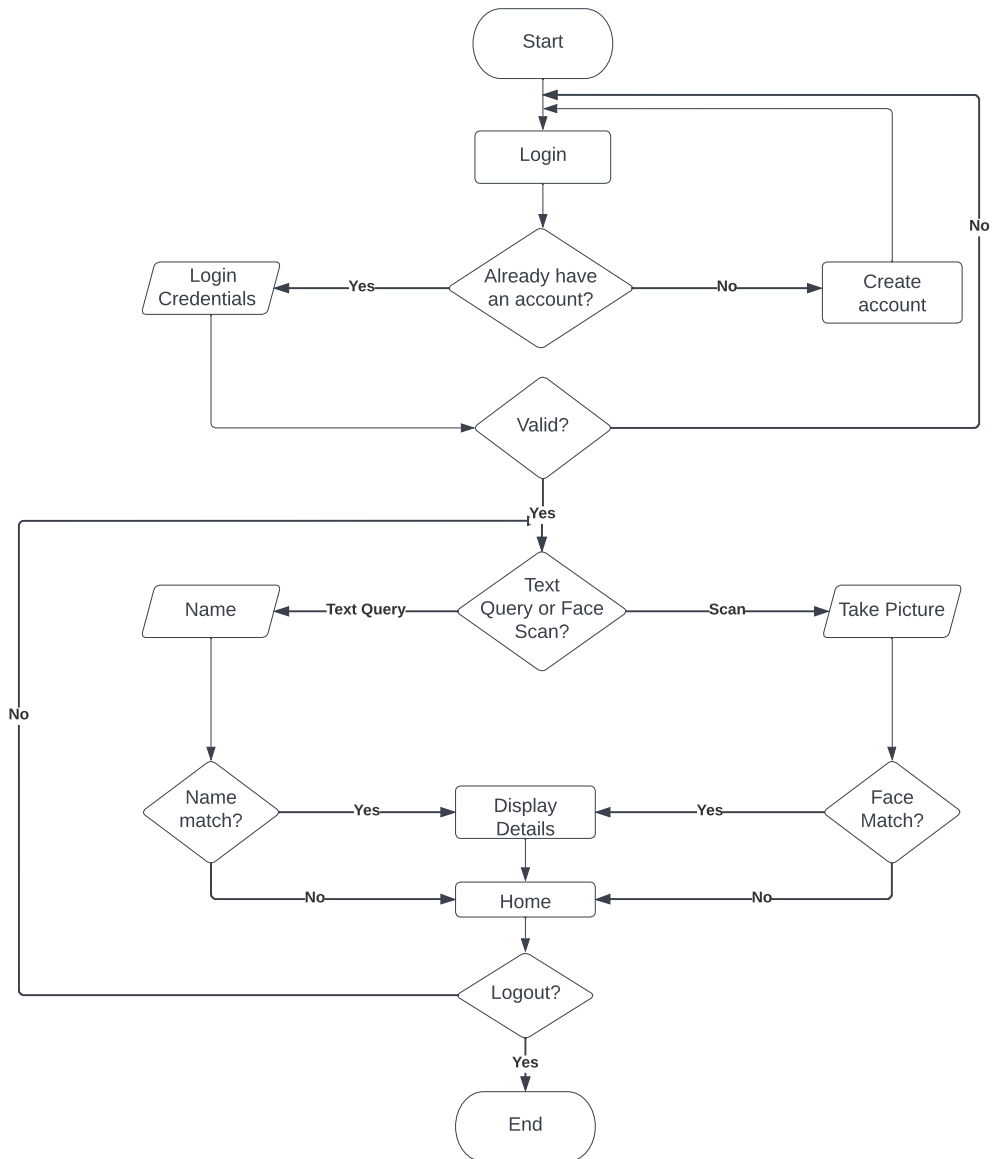 Start
Login
No
Login
Credentials
Yes
Already have
an account?
No
Create
account
Valid?
Yes
Name
Text Query
Text
Query or Face
Scan?
Scan
Take Picture
No
Name
match?
Yes
Display
Details
Yes
Face
Match?
No
Home
No
Logout?
Yes
End